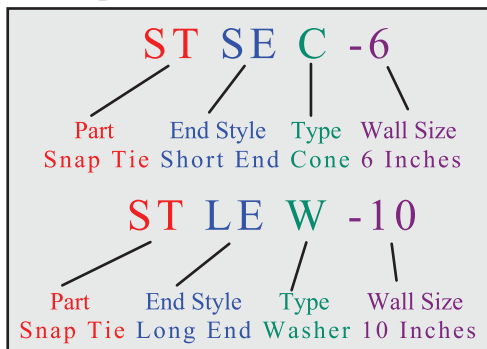 ST SE C -6
Part End Style Type Wall Size
Snap Tie Short End Cone 6 Inches
ST LE W -10
Part End Style Type Wall Size
Snap Tie Long End Washer 10 Inches